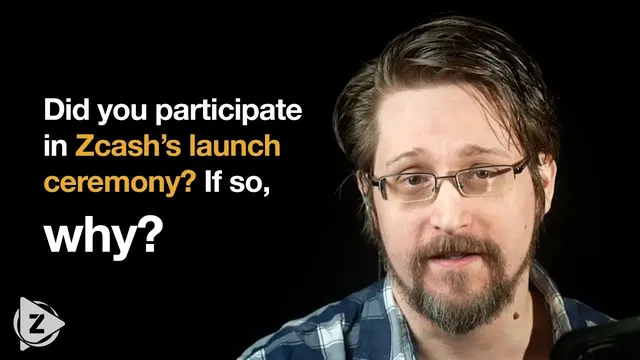 Did you participate
in Zcash’s launch
ceremony? If so,
why?
Z